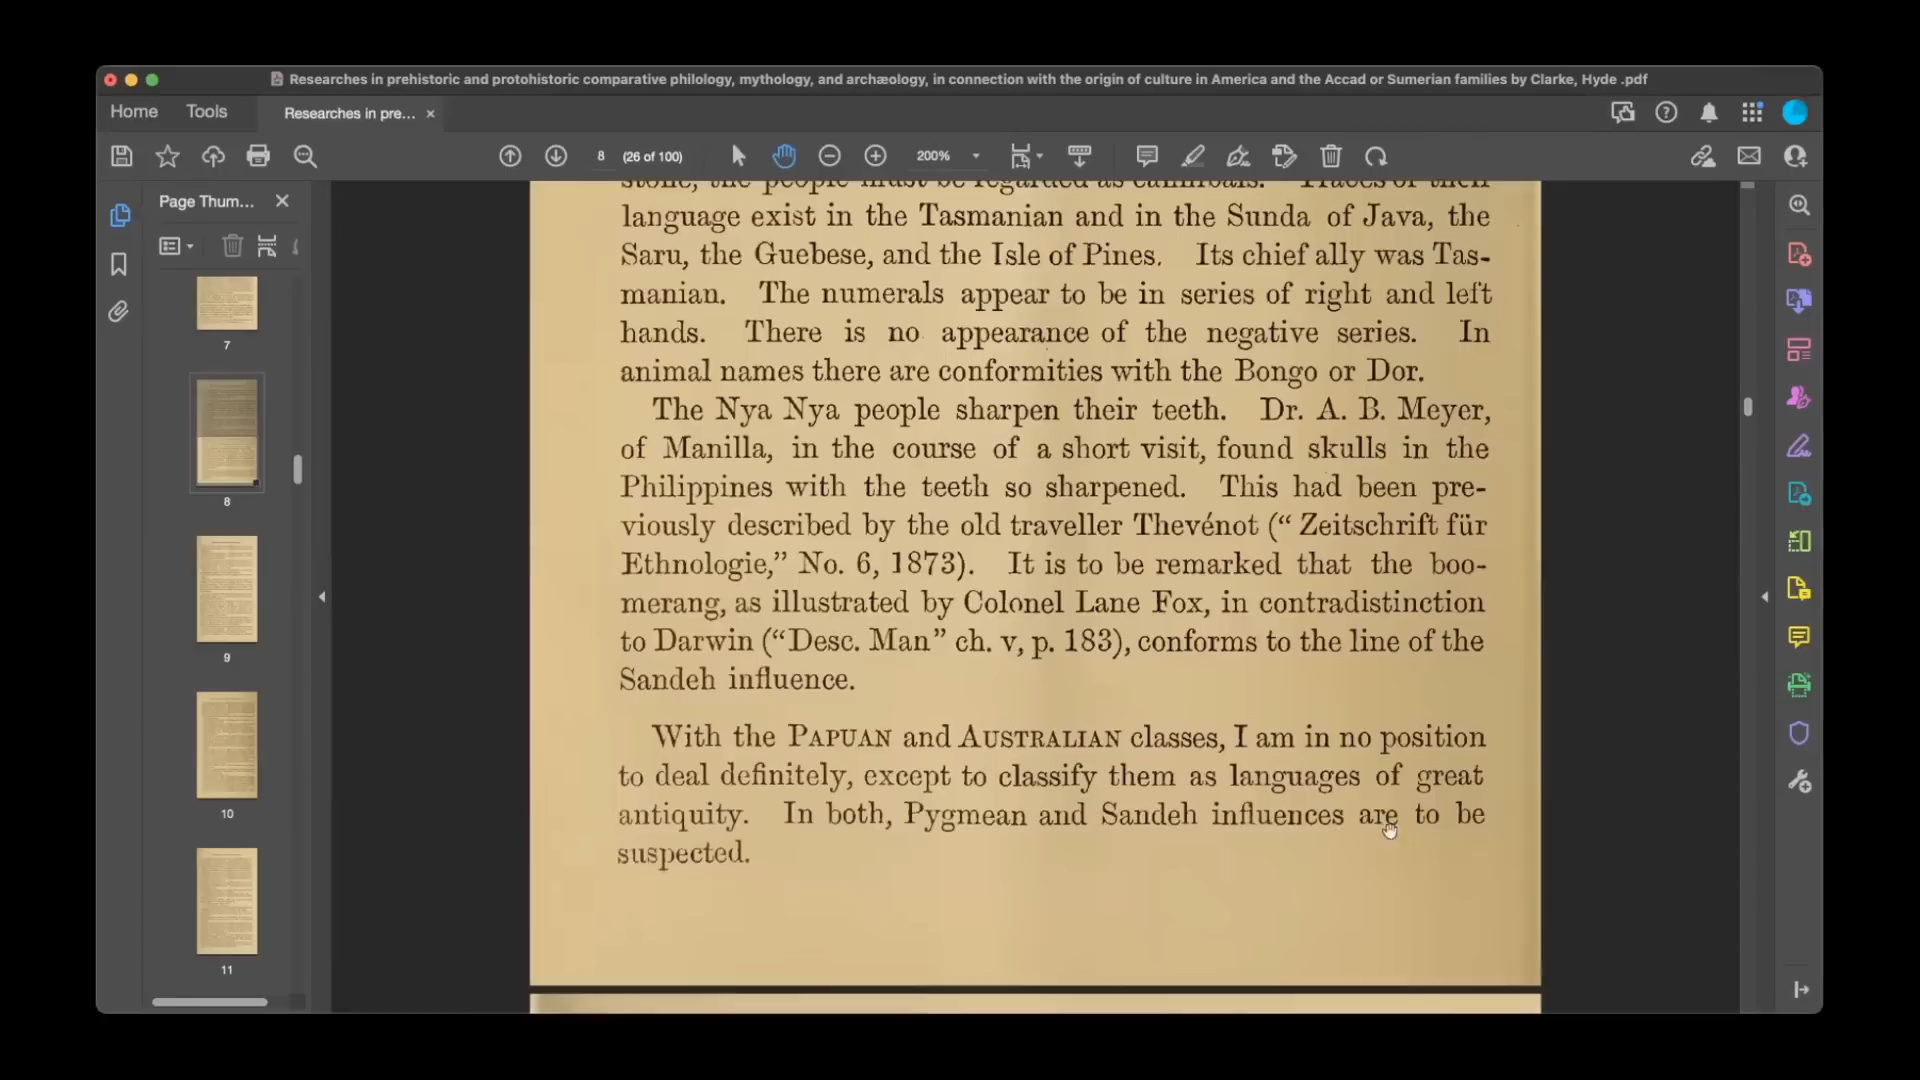 Researches in prehistoric and protohistoric comparative philology, mythology, and archæology, in connection with the origin of culture in America and the Accad or Sumerian families by Clarke, Hyde .pdf
Home Tools Researches in pre... ×
8 (26 of 100) 200%
Page Thum...
7
8
9
10
11
stone, the people must be regarded as cannibals. Traces of their
language exist in the Tasmanian and in the Sunda of Java, the
Saru, the Guebese, and the Isle of Pines. Its chief ally was Tas-
manian. The numerals appear to be in series of right and left
hands. There is no appearance of the negative series. In
animal names there are conformities with the Bongo or Dor.
The Nya Nya people sharpen their teeth. Dr. A. B. Meyer,
of Manilla, in the course of a short visit, found skulls in the
Philippines with the teeth so sharpened. This had been pre-
viously described by the old traveller Thevénot (“ Zeitschrift für
Ethnologie,” No. 6, 1873). It is to be remarked that the boo-
merang, as illustrated by Colonel Lane Fox, in contradistinction
to Darwin (“Desc. Man” ch. v, p. 183), conforms to the line of the
Sandeh influence.
With the PAPUAN and AUSTRALIAN classes, I am in no position
to deal definitely, except to classify them as languages of great
antiquity. In both, Pygmean and Sandeh influences are to be
suspected.